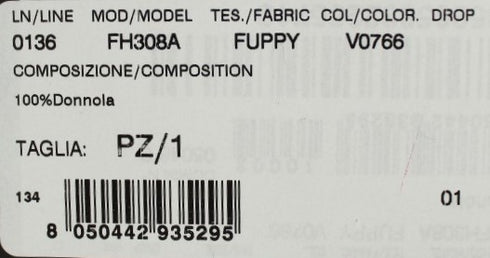 LN/LINE MOD/MODEL TES./FABRIC COL/COLOR. DROP
0136 FH308A FUPPY V0766
COMPOSIZIONE/COMPOSITION
100%Donnola
TAGLIA: PZ/1
134 01
8 050442 935295